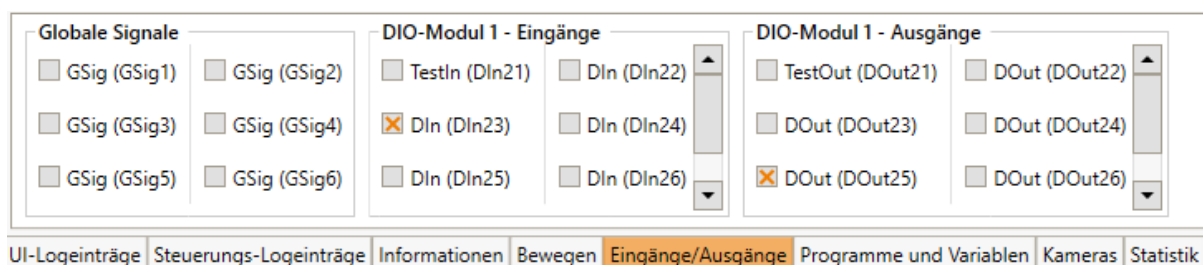 Globale Signale DIO-Modul 1 - Eingänge DIO-Modul 1 - Ausgänge
GSig (GSig1) GSig (GSig2) TestIn (DIn21) DIn (DIn22) TestOut (DOut21) DOut (DOut22)
GSig (GSig3) GSig (GSig4) DIn (DIn23) DIn (DIn24) DOut (DOut23) DOut (DOut24)
GSig (GSig5) GSig (GSig6) DIn (DIn25) DIn (DIn26) DOut (DOut25) DOut (DOut26)
UI-Logeinträge Steuerungs-Logeinträge Informationen Bewegen Eingänge/Ausgänge Programme und Variablen Kameras Statistik